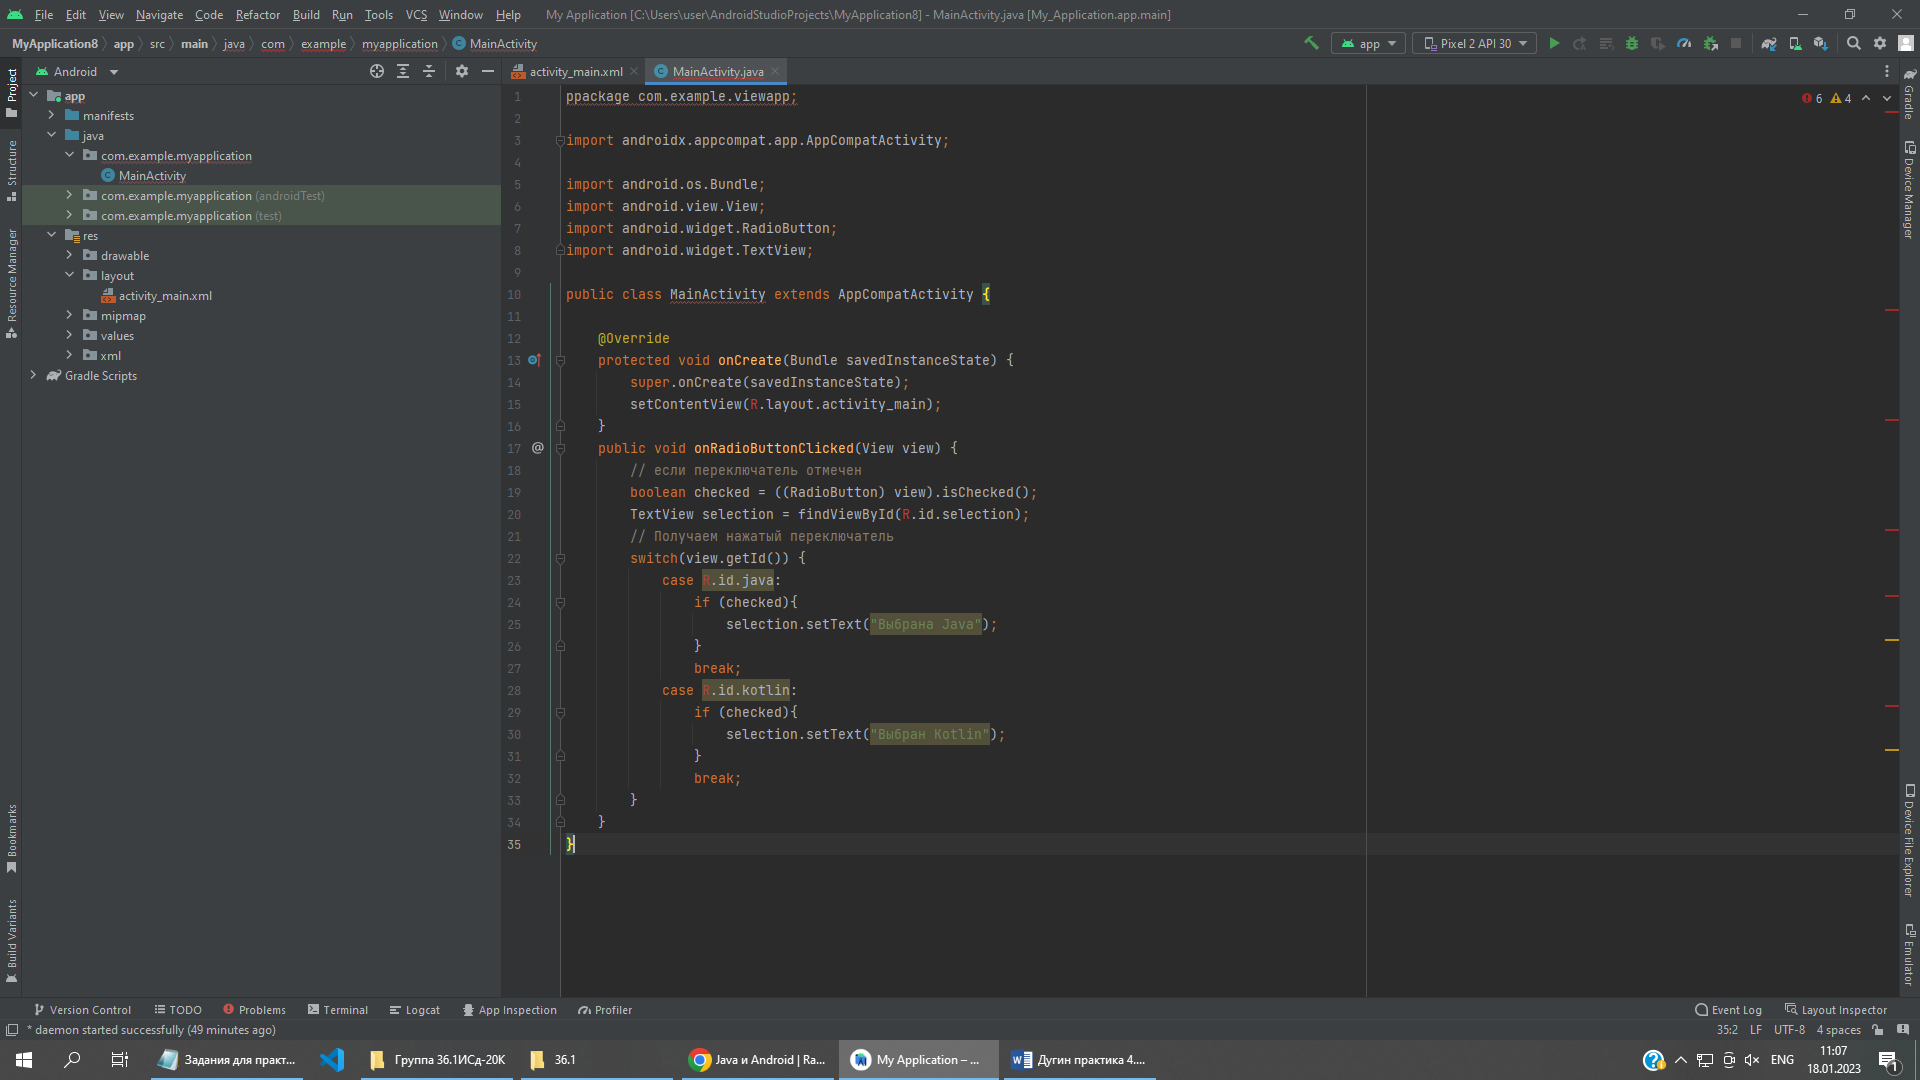 File Edit View Navigate Code Refactor Build Run Tools VCS Window Help My Application [C:\Users\user\AndroidStudioProjects\MyApplication8] - MainActivity.java [My_Application.app.main]
MyApplication8 app src main java com example myapplication MainActivity app Pixel 2 API 30
Android activity_main.xml MainActivity.java
Project
Structure
Resource Manager
Bookmarks
Build Variants
app
manifests
java
com.example.myapplication
MainActivity
com.example.myapplication (androidTest)
com.example.myapplication (test)
res
drawable
layout
activity_main.xml
mipmap
values
xml
Gradle Scripts
6 4
1 ppackage com.example.viewapp;
2
3 import androidx.appcompat.app.AppCompatActivity;
4
5 import android.os.Bundle;
6 import android.view.View;
7 import android.widget.RadioButton;
8 import android.widget.TextView;
9
10 public class MainActivity extends AppCompatActivity {
11
12 @Override
13 protected void onCreate(Bundle savedInstanceState) {
14 super.onCreate(savedInstanceState);
15 setContentView(R.layout.activity_main);
16 }
17 @ public void onRadioButtonClicked(View view) {
18 // если переключатель отмечен
19 boolean checked = ((RadioButton) view).isChecked();
20 TextView selection = findViewById(R.id.selection);
21 // Получаем нажатый переключатель
22 switch(view.getId()) {
23 case R.id.java:
24 if (checked){
25 selection.setText("Выбрана Java");
26 }
27 break;
28 case R.id.kotlin:
29 if (checked){
30 selection.setText("Выбран Kotlin");
31 }
32 break;
33 }
34 }
35 }
Gradle
Device Manager
Device File Explorer
Emulator
Version Control TODO Problems Terminal Logcat App Inspection Profiler Event Log Layout Inspector
* daemon started successfully (49 minutes ago) 35:2 LF UTF-8 4 spaces
Задания для практ... Группа 36.1ИСд-20К 36.1 Java и Android | Ra... My Application – ... Дугин практика 4.... ENG 11:07
18.01.2023 1